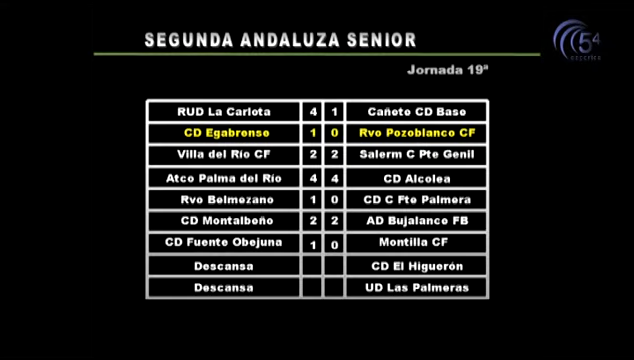 SEGUNDA ANDALUZA SENIOR
54
Jornada 19ª
RUD La Carlota 4 1 Cañete CD Base
CD Egabrense 1 0 Rvo Pozoblanco CF
Villa del Río CF 2 2 Salerm C Pte Genil
Atco Palma del Río 4 4 CD Alcolea
Rvo Belmezano 1 0 CD C Fte Palmera
CD Montalbeño 2 2 AD Bujalance FB
CD Fuente Obejuna 1 0 Montilla CF
Descansa CD El Higuerón
Descansa UD Las Palmeras